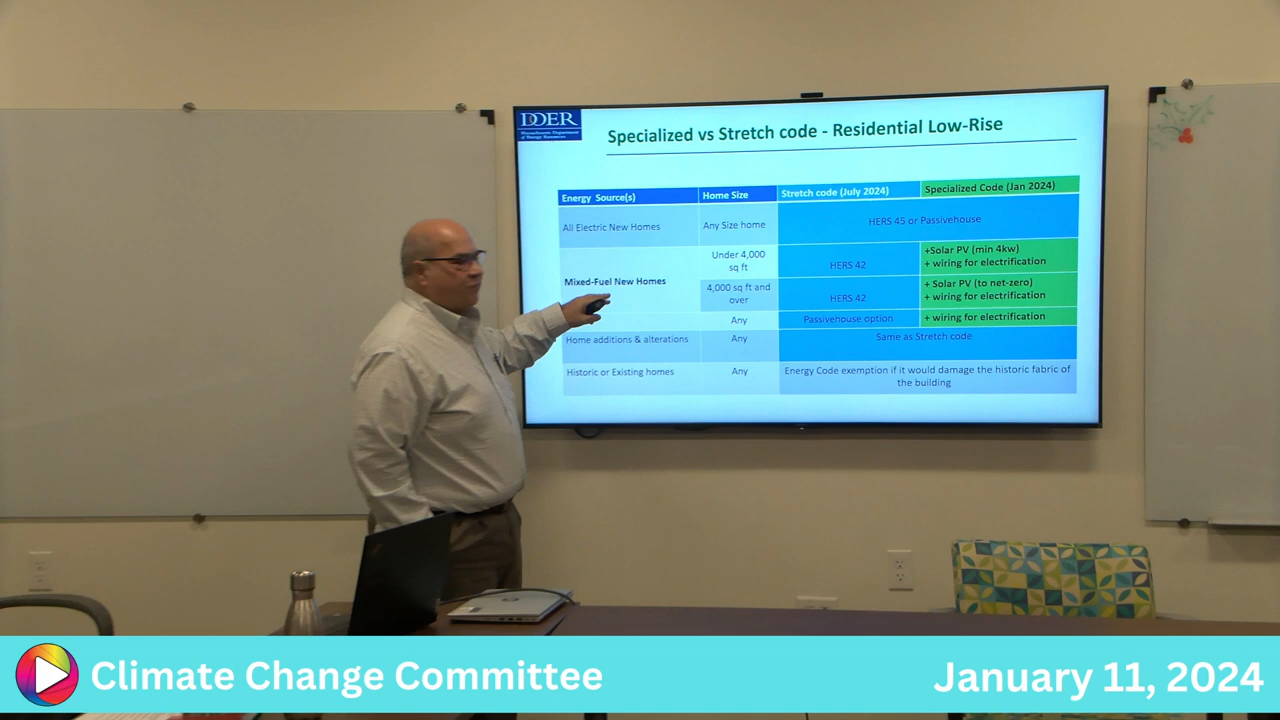 DOER
Massachusetts Department
of Energy Resources
Specialized vs Stretch code - Residential Low-Rise
Energy Source(s) Home Size Stretch code (July 2024) Specialized Code (Jan 2024)
All Electric New Homes Any Size home HERS 45 or Passivehouse
Mixed-Fuel New Homes
Under 4,000
sq ft
HERS 42
+Solar PV (min 4kw)
+ wiring for electrification
4,000 sq ft and
over
HERS 42
+ Solar PV (to net-zero)
+ wiring for electrification
Any Passivehouse option + wiring for electrification
Home additions & alterations Any Same as Stretch code
Historic or Existing homes Any Energy Code exemption if it would damage the historic fabric of
the building
Climate Change Committee January 11, 2024